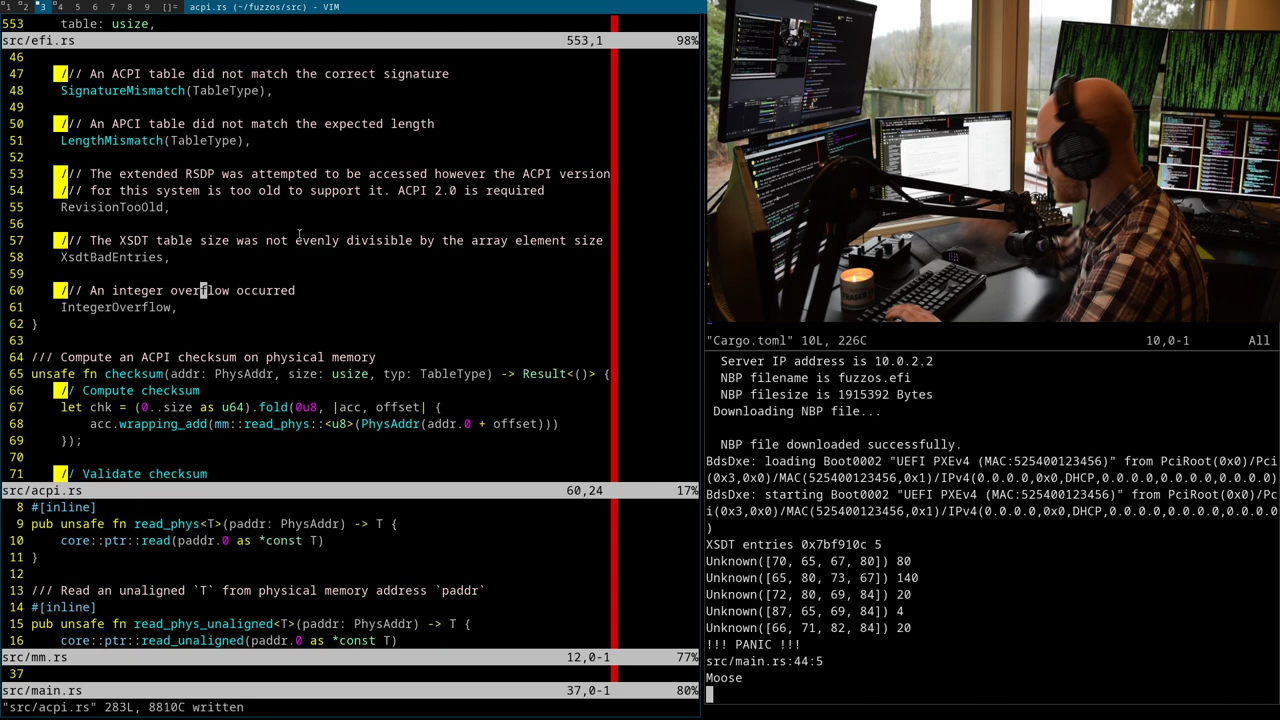 1 2 3 4 5 6 7 8 9 []= acpi.rs (~/fuzzos/src) - VIM
553     table: usize,
src/efi.rs 553,1 98%
46
47     /// An ACPI table did not match the correct signature
48     SignatureMismatch(TableType),
49
50     /// An APCI table did not match the expected length
51     LengthMismatch(TableType),
52
53     /// The extended RSDP was attempted to be accessed however the ACPI version
54     /// for this system is too old to support it. ACPI 2.0 is required
55     RevisionTooOld,
56
57     /// The XSDT table size was not evenly divisible by the array element size
58     XsdtBadEntries,
59
60     /// An integer overflow occurred
61     IntegerOverflow,
62 }
63
64 /// Compute an ACPI checksum on physical memory
65 unsafe fn checksum(addr: PhysAddr, size: usize, typ: TableType) -> Result<()> {
66     // Compute checksum
67     let chk = (0..size as u64).fold(0u8, |acc, offset| {
68         acc.wrapping_add(mm::read_phys::<u8>(PhysAddr(addr.0 + offset)))
69     });
70
71     // Validate checksum
src/acpi.rs 60,24 17%
8 #[inline]
9 pub unsafe fn read_phys<T>(paddr: PhysAddr) -> T {
10     core::ptr::read(paddr.0 as *const T)
11 }
12
13 /// Read an unaligned `T` from physical memory address `paddr`
14 #[inline]
15 pub unsafe fn read_phys_unaligned<T>(paddr: PhysAddr) -> T {
16     core::ptr::read_unaligned(paddr.0 as *const T)
src/mm.rs 12,0-1 77%
37
src/main.rs 37,0-1 80%
"src/acpi.rs" 283L, 8810C written
~
"Cargo.toml" 10L, 226C 10,0-1 All
Server IP address is 10.0.2.2
NBP filename is fuzzos.efi
NBP filesize is 1915392 Bytes
Downloading NBP file...
NBP file downloaded successfully.
BdsDxe: loading Boot0002 "UEFI PXEv4 (MAC:525400123456)" from PciRoot(0x0)/Pci
(0x3,0x0)/MAC(525400123456,0x1)/IPv4(0.0.0.0,0x0,DHCP,0.0.0.0,0.0.0.0,0.0.0.0)
BdsDxe: starting Boot0002 "UEFI PXEv4 (MAC:525400123456)" from PciRoot(0x0)/Pc
i(0x3,0x0)/MAC(525400123456,0x1)/IPv4(0.0.0.0,0x0,DHCP,0.0.0.0,0.0.0.0,0.0.0.0
)
XSDT entries 0x7bf910c 5
Unknown([70, 65, 67, 80]) 80
Unknown([65, 80, 73, 67]) 140
Unknown([72, 80, 69, 84]) 20
Unknown([87, 65, 69, 84]) 4
Unknown([66, 71, 82, 84]) 20
!!! PANIC !!!
src/main.rs:44:5
Moose